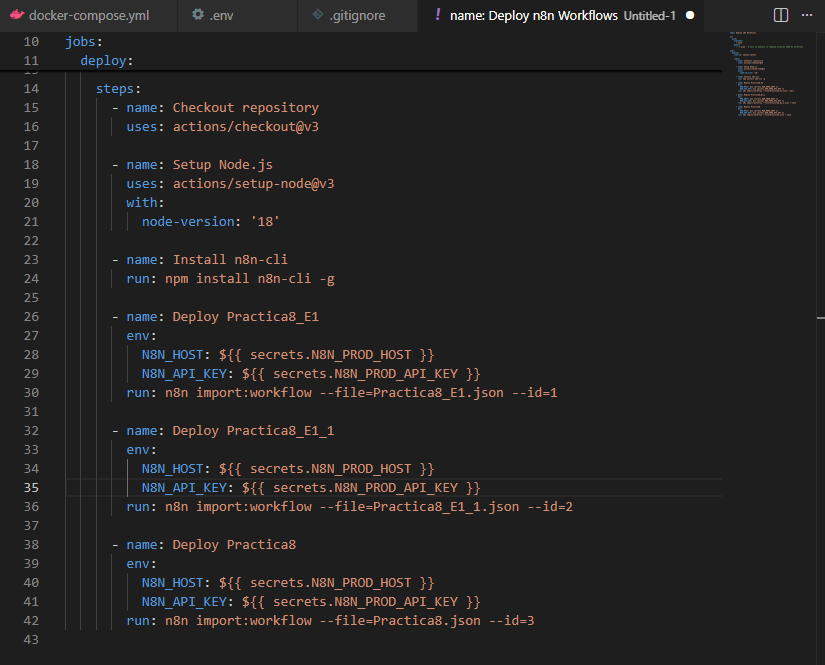 docker-compose.yml
.env
.gitignore
! name: Deploy n8n Workflows Untitled-1 ●
10 jobs:
11 deploy:
14 steps:
15 - name: Checkout repository
16 uses: actions/checkout@v3
17
18 - name: Setup Node.js
19 uses: actions/setup-node@v3
20 with:
21 node-version: '18'
22
23 - name: Install n8n-cli
24 run: npm install n8n-cli -g
25
26 - name: Deploy Practica8_E1
27 env:
28 N8N_HOST: ${{ secrets.N8N_PROD_HOST }}
29 N8N_API_KEY: ${{ secrets.N8N_PROD_API_KEY }}
30 run: n8n import:workflow --file=Practica8_E1.json --id=1
31
32 - name: Deploy Practica8_E1_1
33 env:
34 N8N_HOST: ${{ secrets.N8N_PROD_HOST }}
35 N8N_API_KEY: ${{ secrets.N8N_PROD_API_KEY }}
36 run: n8n import:workflow --file=Practica8_E1_1.json --id=2
37
38 - name: Deploy Practica8
39 env:
40 N8N_HOST: ${{ secrets.N8N_PROD_HOST }}
41 N8N_API_KEY: ${{ secrets.N8N_PROD_API_KEY }}
42 run: n8n import:workflow --file=Practica8.json --id=3
43